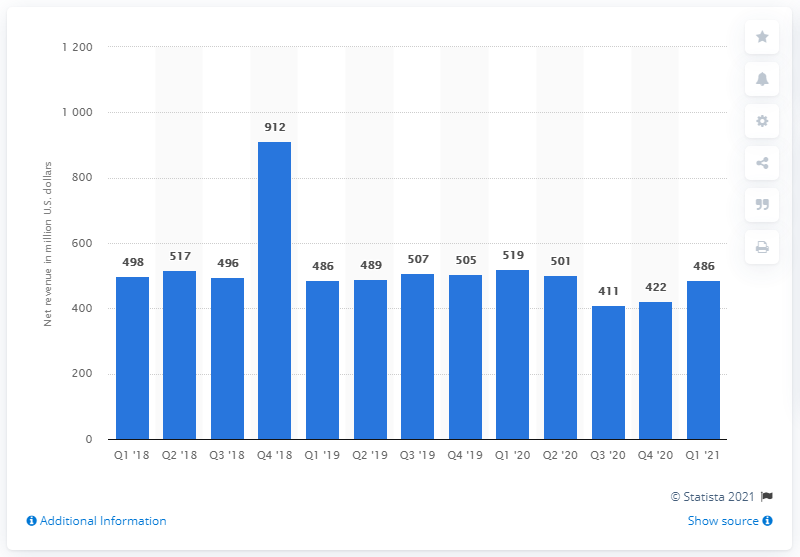 Net revenue in million U.S. dollars
1 200
1 000
800
600
400
200
0
498
517
496
912
486
489
507
505
519
501
411
422
486
Q1 '18
Q2 '18
Q3 '18
Q4 '18
Q1 '19
Q2 '19
Q3 '19
Q4 '19
Q1 '20
Q2 '20
Q3 '20
Q4 '20
Q1 '21
© Statista 2021
Additional Information
Show source